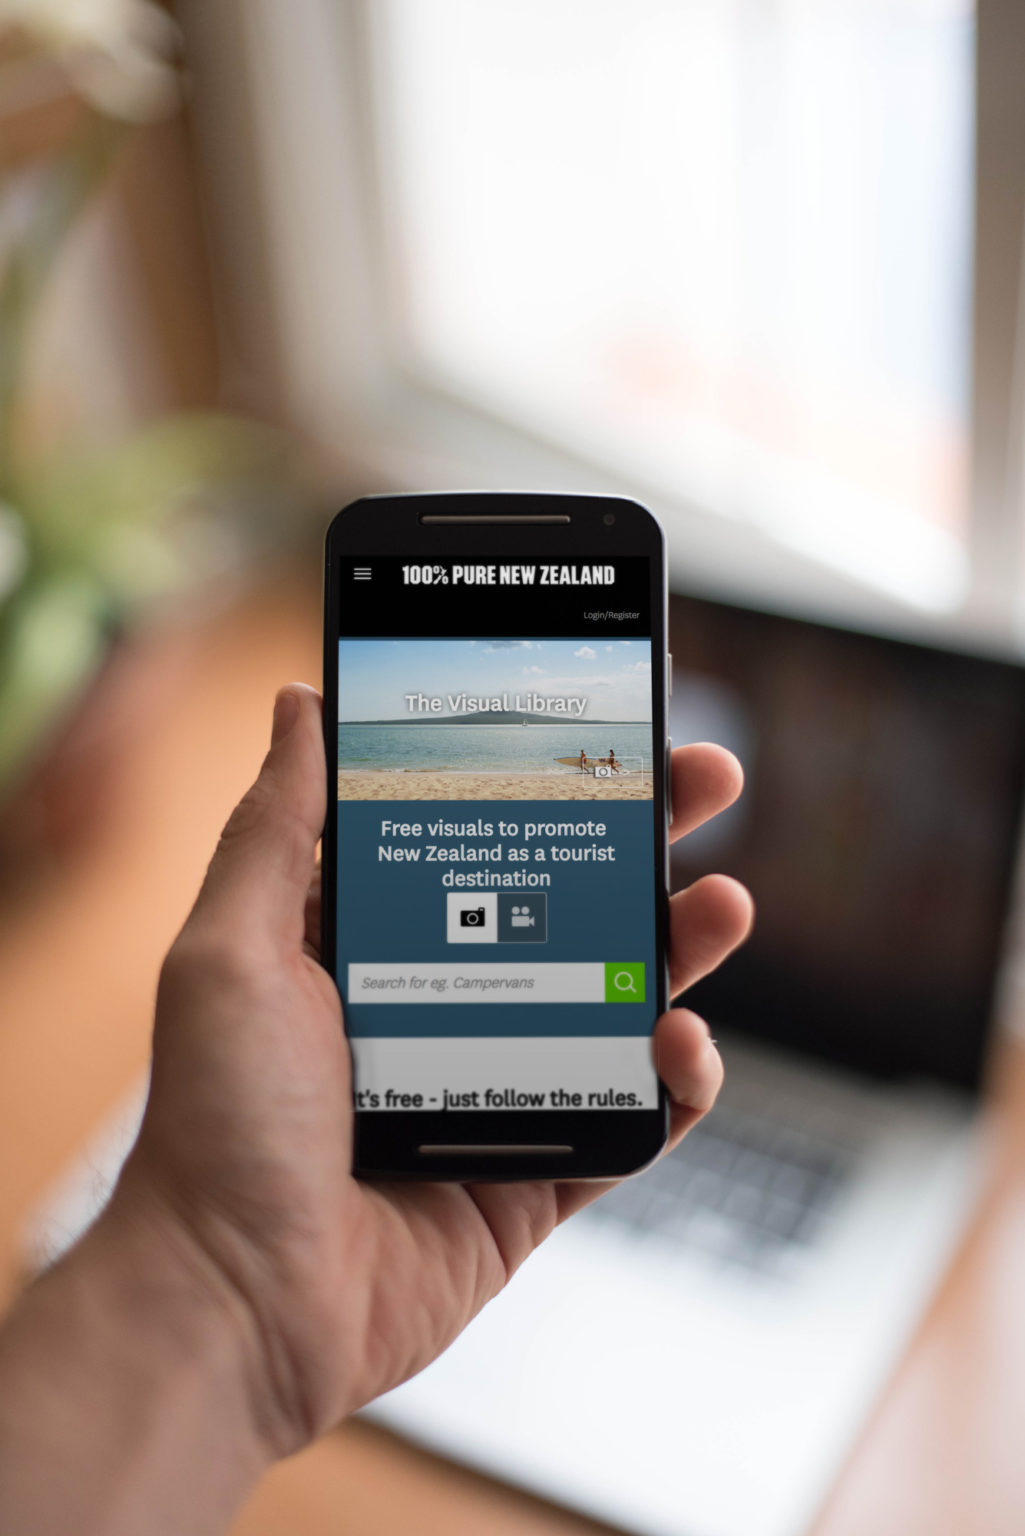 100% PURE NEW ZEALAND
Login/Register
The Visual Library
Free visuals to promote
New Zealand as a tourist
destination
Search for eg. Campervans
It's free - just follow the rules.